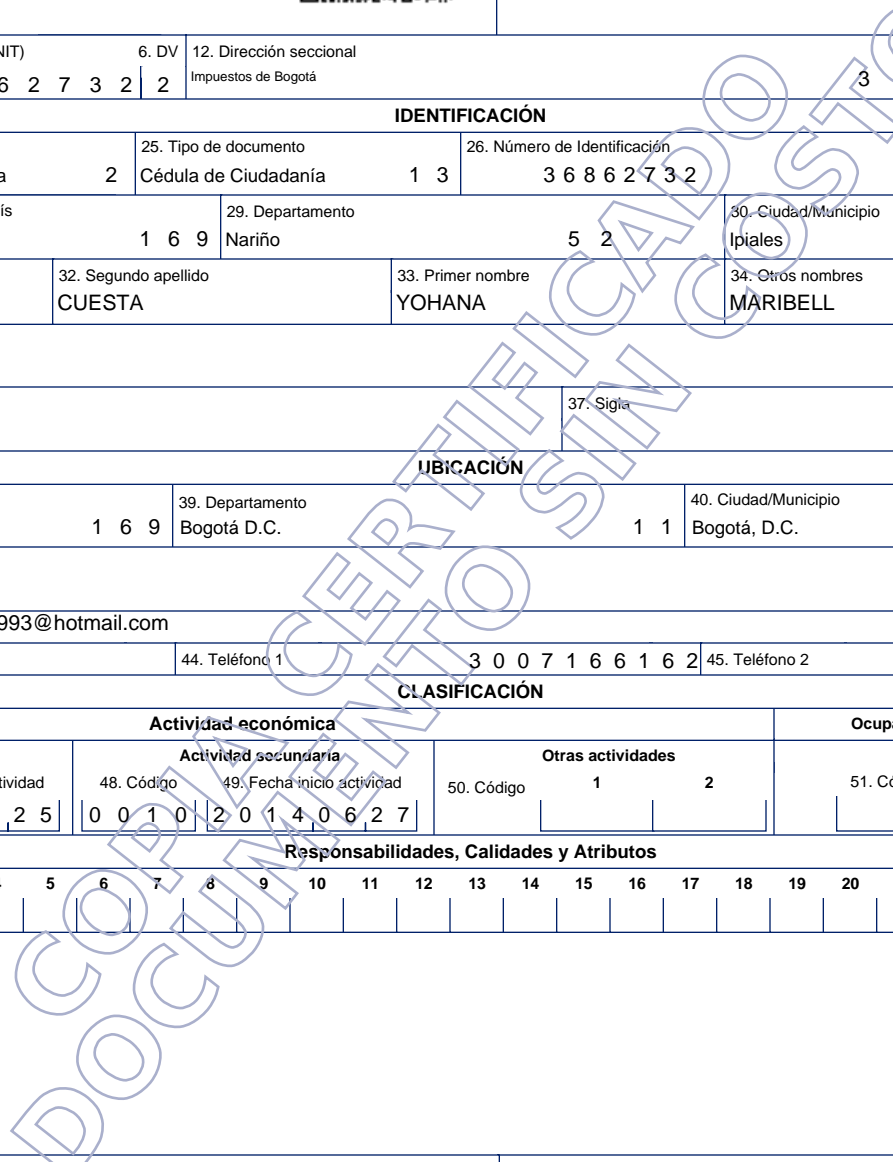 NIT) 6. DV 12. Dirección seccional
6 2 7 3 2 2 Impuestos de Bogotá 3
IDENTIFICACIÓN
25. Tipo de documento 26. Número de Identificación
a 2 Cédula de Ciudadanía 1 3 3 6 8 6 2 7 3 2
ís 29. Departamento 30. Ciudad/Municipio
1 6 9 Nariño 5 2 Ipiales
32. Segundo apellido 33. Primer nombre 34. Otros nombres
CUESTA YOHANA MARIBELL
37. Sigla
UBICACIÓN
39. Departamento 40. Ciudad/Municipio
1 6 9 Bogotá D.C. 1 1 Bogotá, D.C.
993@hotmail.com
44. Teléfono 1 3 0 0 7 1 6 6 1 6 2 45. Teléfono 2
CLASIFICACIÓN
Actividad económica Ocupa
Actividad secundaria Otras actividades
tividad 48. Código 49. Fecha inicio actividad 50. Código 1 2 51. Có
2 5 0 0 1 0 2 0 1 4 0 6 2 7
Responsabilidades, Calidades y Atributos
5 6 7 8 9 10 11 12 13 14 15 16 17 18 19 20
COPIA CERTIFICADO
DOCUMENTO SIN COSTO